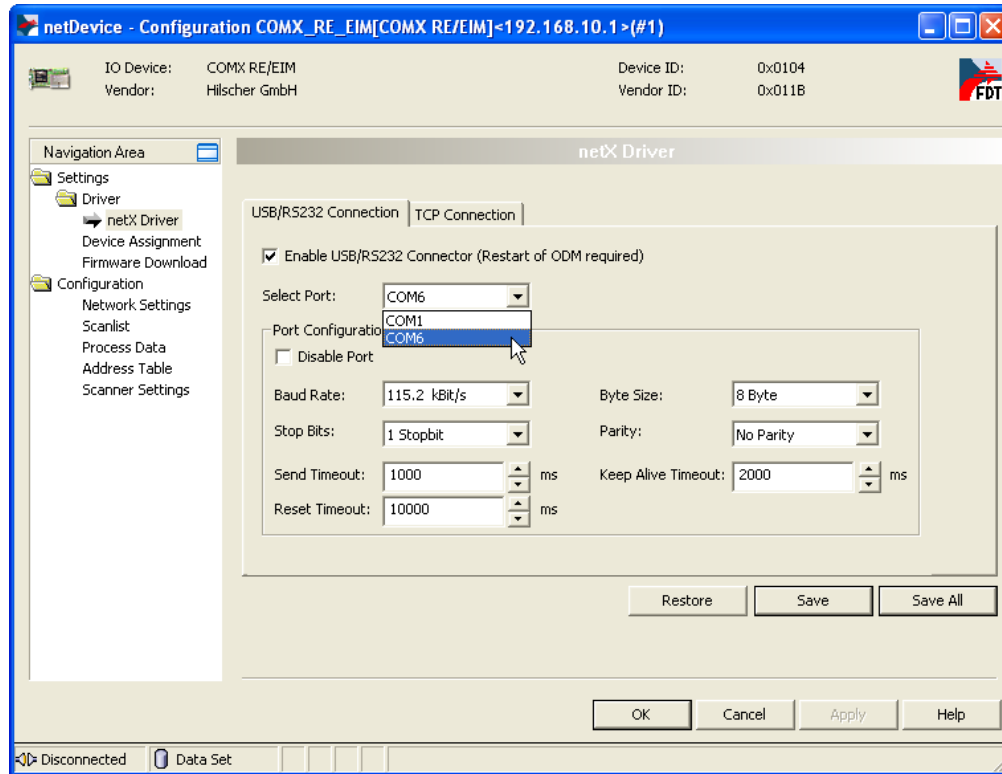 netDevice - Configuration COMX_RE_EIM[COMX RE/EIM]<192.168.10.1>(#1)
IO Device: COMX RE/EIM Device ID: 0x0104
Vendor: Hilscher GmbH Vendor ID: 0x011B
FDT
Navigation Area
netX Driver
Settings
Driver
netX Driver
Device Assignment
Firmware Download
Configuration
Network Settings
Scanlist
Process Data
Address Table
Scanner Settings
USB/RS232 Connection TCP Connection
Enable USB/RS232 Connector (Restart of ODM required)
Select Port: COM6
COM1
COM6
Port Configuratio
Disable Port
Baud Rate: 115.2 kBit/s Byte Size: 8 Byte
Stop Bits: 1 Stopbit Parity: No Parity
Send Timeout: 1000 ms Keep Alive Timeout: 2000 ms
Reset Timeout: 10000 ms
Restore Save Save All
OK Cancel Apply Help
Disconnected Data Set